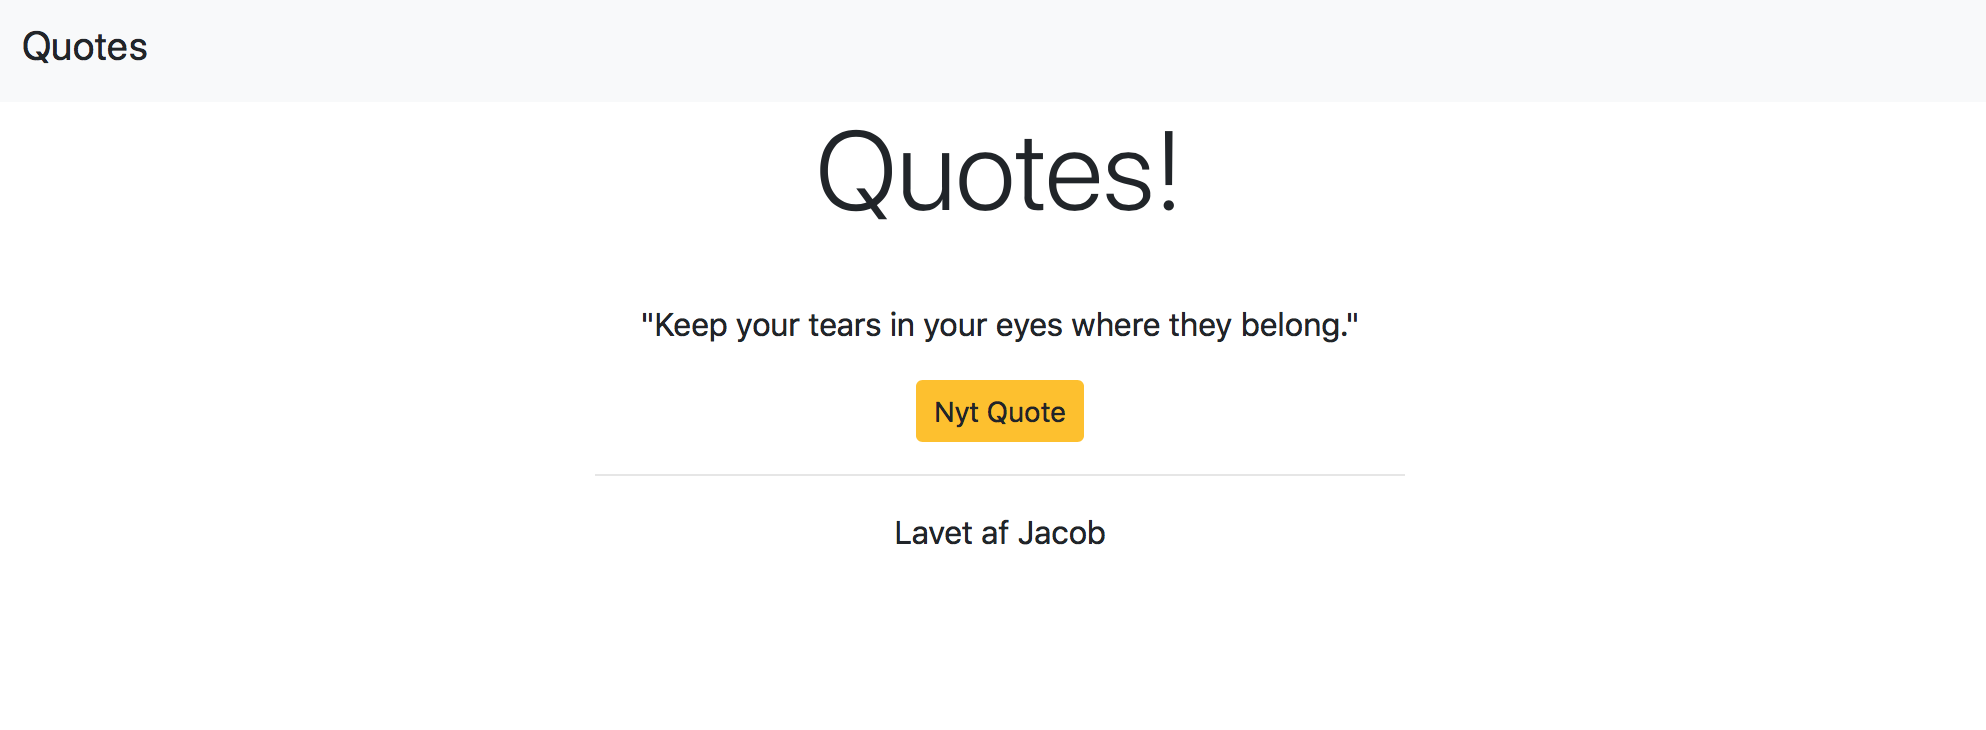 Quotes
Quotes!
"Keep your tears in your eyes where they belong."
Nyt Quote
Lavet af Jacob